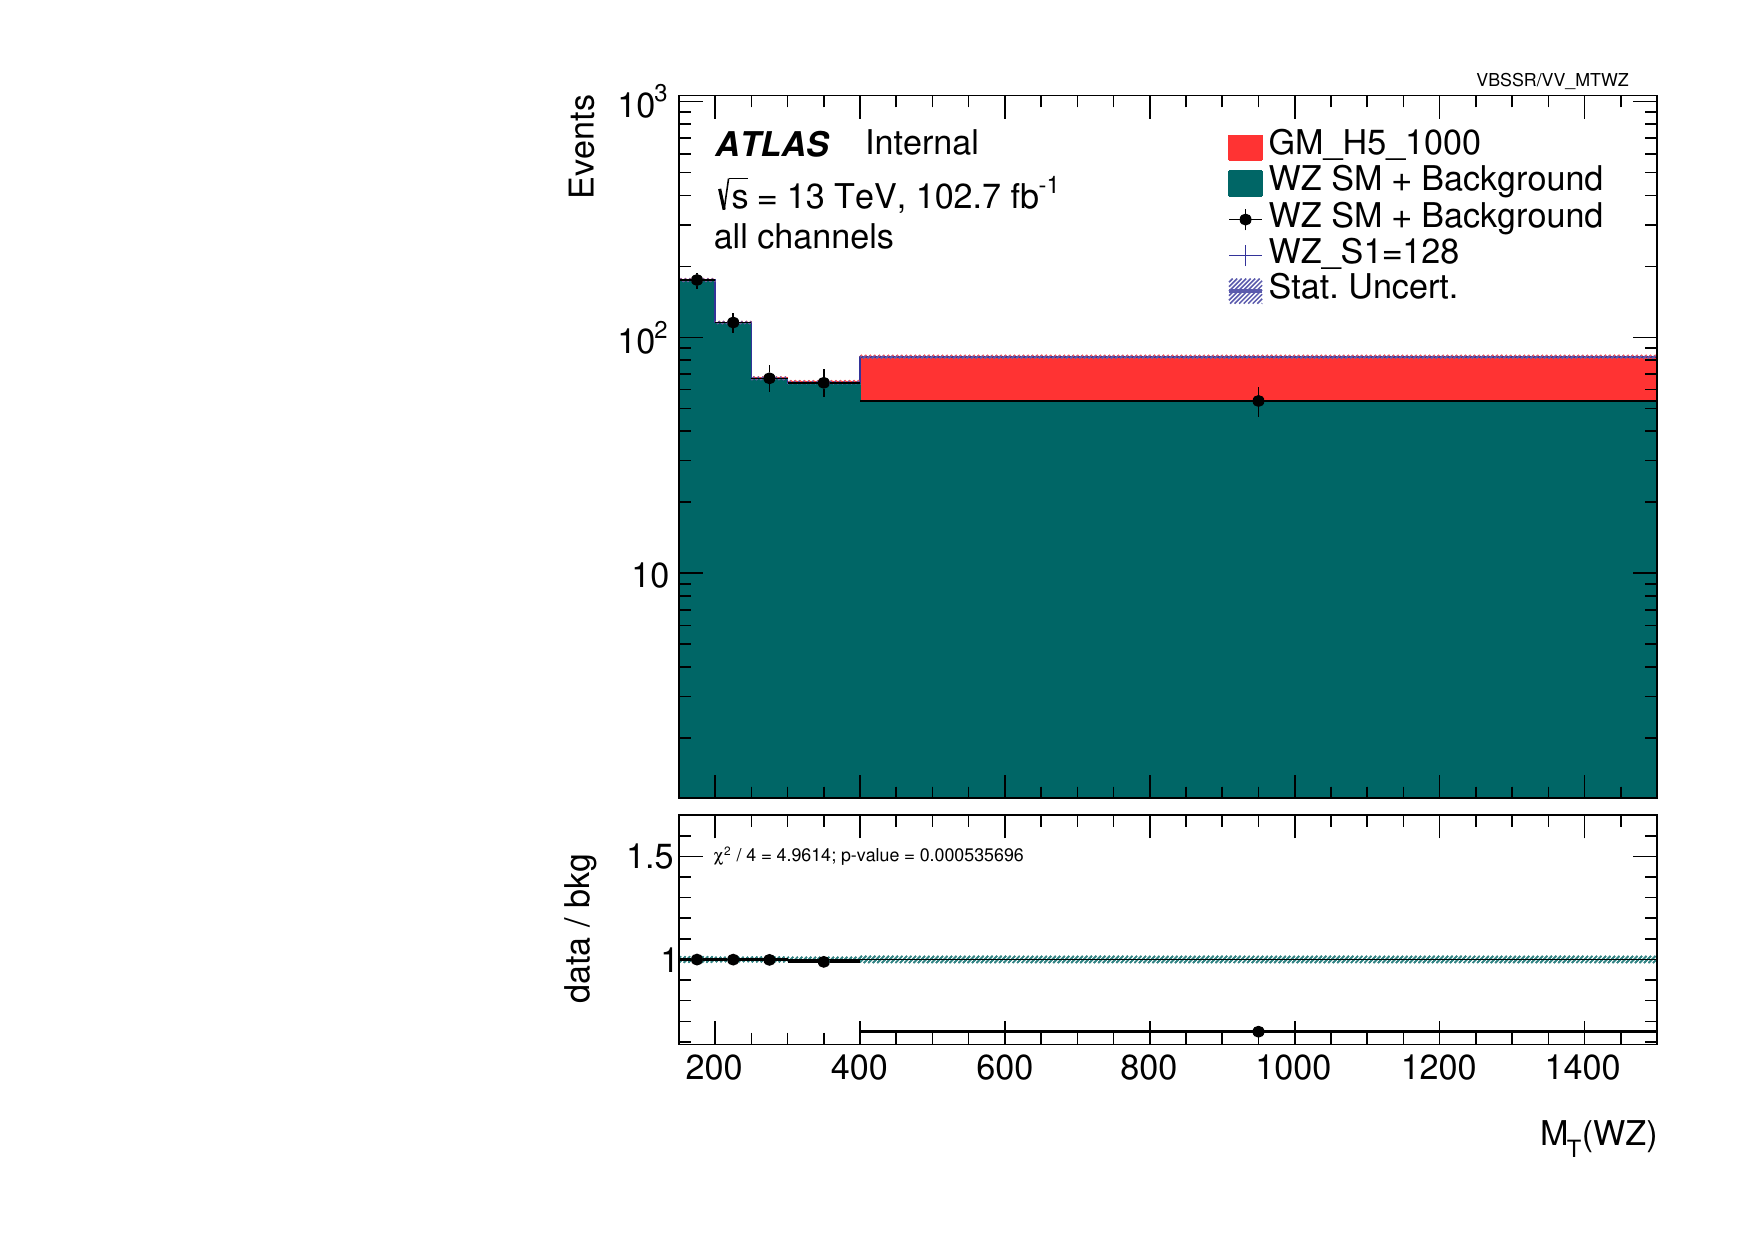 VBSSR/VV_MTWZ
Events
10³
10²
10
ATLAS Internal
√s = 13 TeV, 102.7 fb⁻¹
all channels
GM_H5_1000
WZ SM + Background
WZ SM + Background
WZ_S1=128
Stat. Uncert.
data / bkg
1.5
1
χ² / 4 = 4.9614; p-value = 0.000535696
200 400 600 800 1000 1200 1400
M_T(WZ)